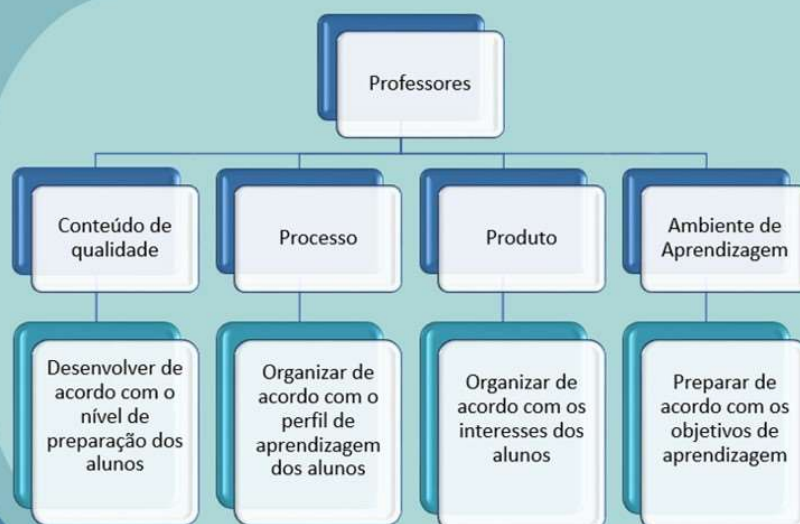 Professores
Conteúdo de
qualidade
Processo
Produto
Ambiente de
Aprendizagem
Desenvolver de
acordo com o
nível de
preparação dos
alunos
Organizar de
acordo com o
perfil de
aprendizagem
dos alunos
Organizar de
acordo com os
interesses dos
alunos
Preparar de
acordo com os
objetivos de
aprendizagem